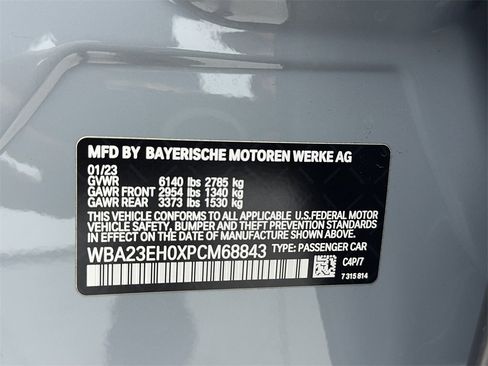 MFD BY BAYERISCHE MOTOREN WERKE AG
01/23
GVWR 6140 lbs 2785 kg
GAWR FRONT 2954 lbs 1340 kg
GAWR REAR 3373 lbs 1530 kg
THIS VEHICLE CONFORMS TO ALL APPLICABLE U.S.FEDERAL MOTOR
VEHICLE SAFETY, BUMPER AND THEFT PREVENTION STANDARDS
IN EFFECT ON THE DATE OF MANUFACTURE SHOWN ABOVE.
WBA23EH0XPCM68843 TYPE: PASSENGER CAR
C4P/7
7 315 814